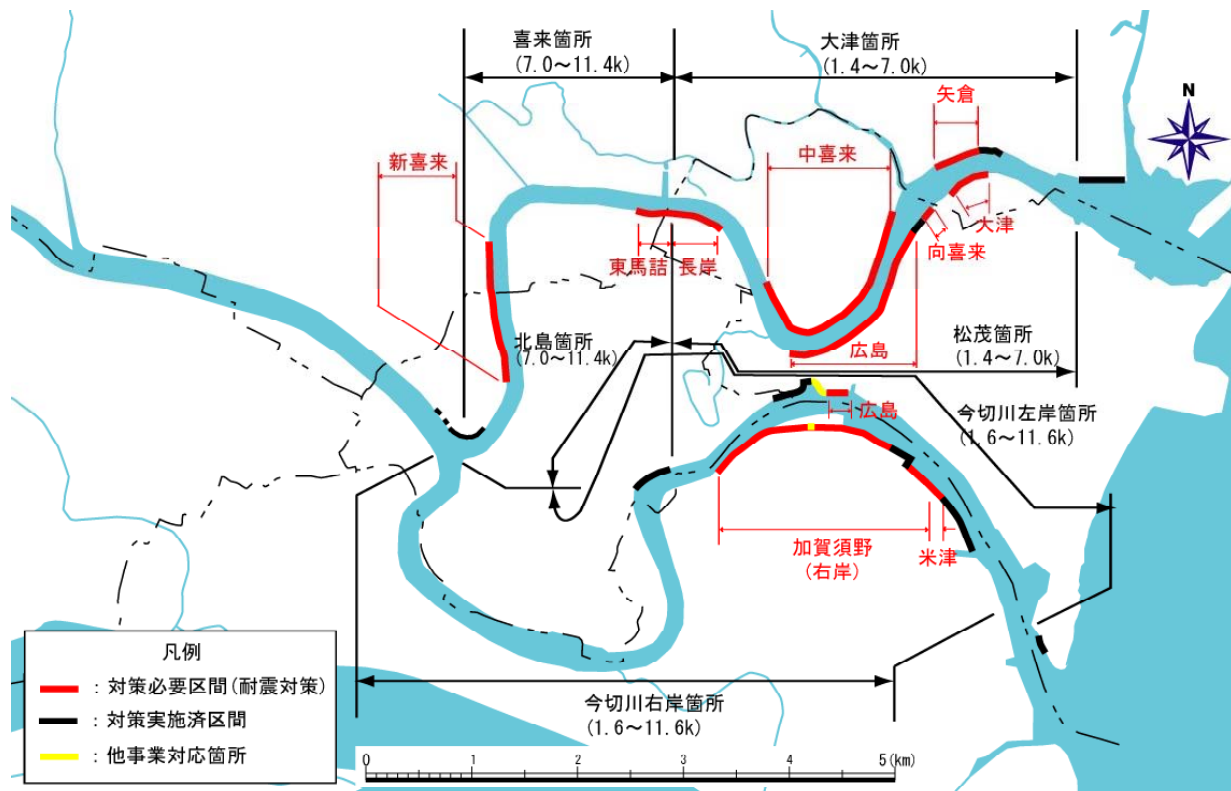 喜来箇所
(7.0～11.4k)
大津箇所
(1.4～7.0k)
矢倉
N
新喜来
中喜来
大津
向喜来
東馬詰
長岸
北島箇所
(7.0～11.4k)
広島
松茂箇所
(1.4～7.0k)
広島
今切川左岸箇所
(1.6～11.6k)
加賀須野
(右岸)
米津
凡例
：対策必要区間(耐震対策)
：対策実施済区間
：他事業対応箇所
今切川右岸箇所
(1.6～11.6k)
0 1 2 3 4 5(km)